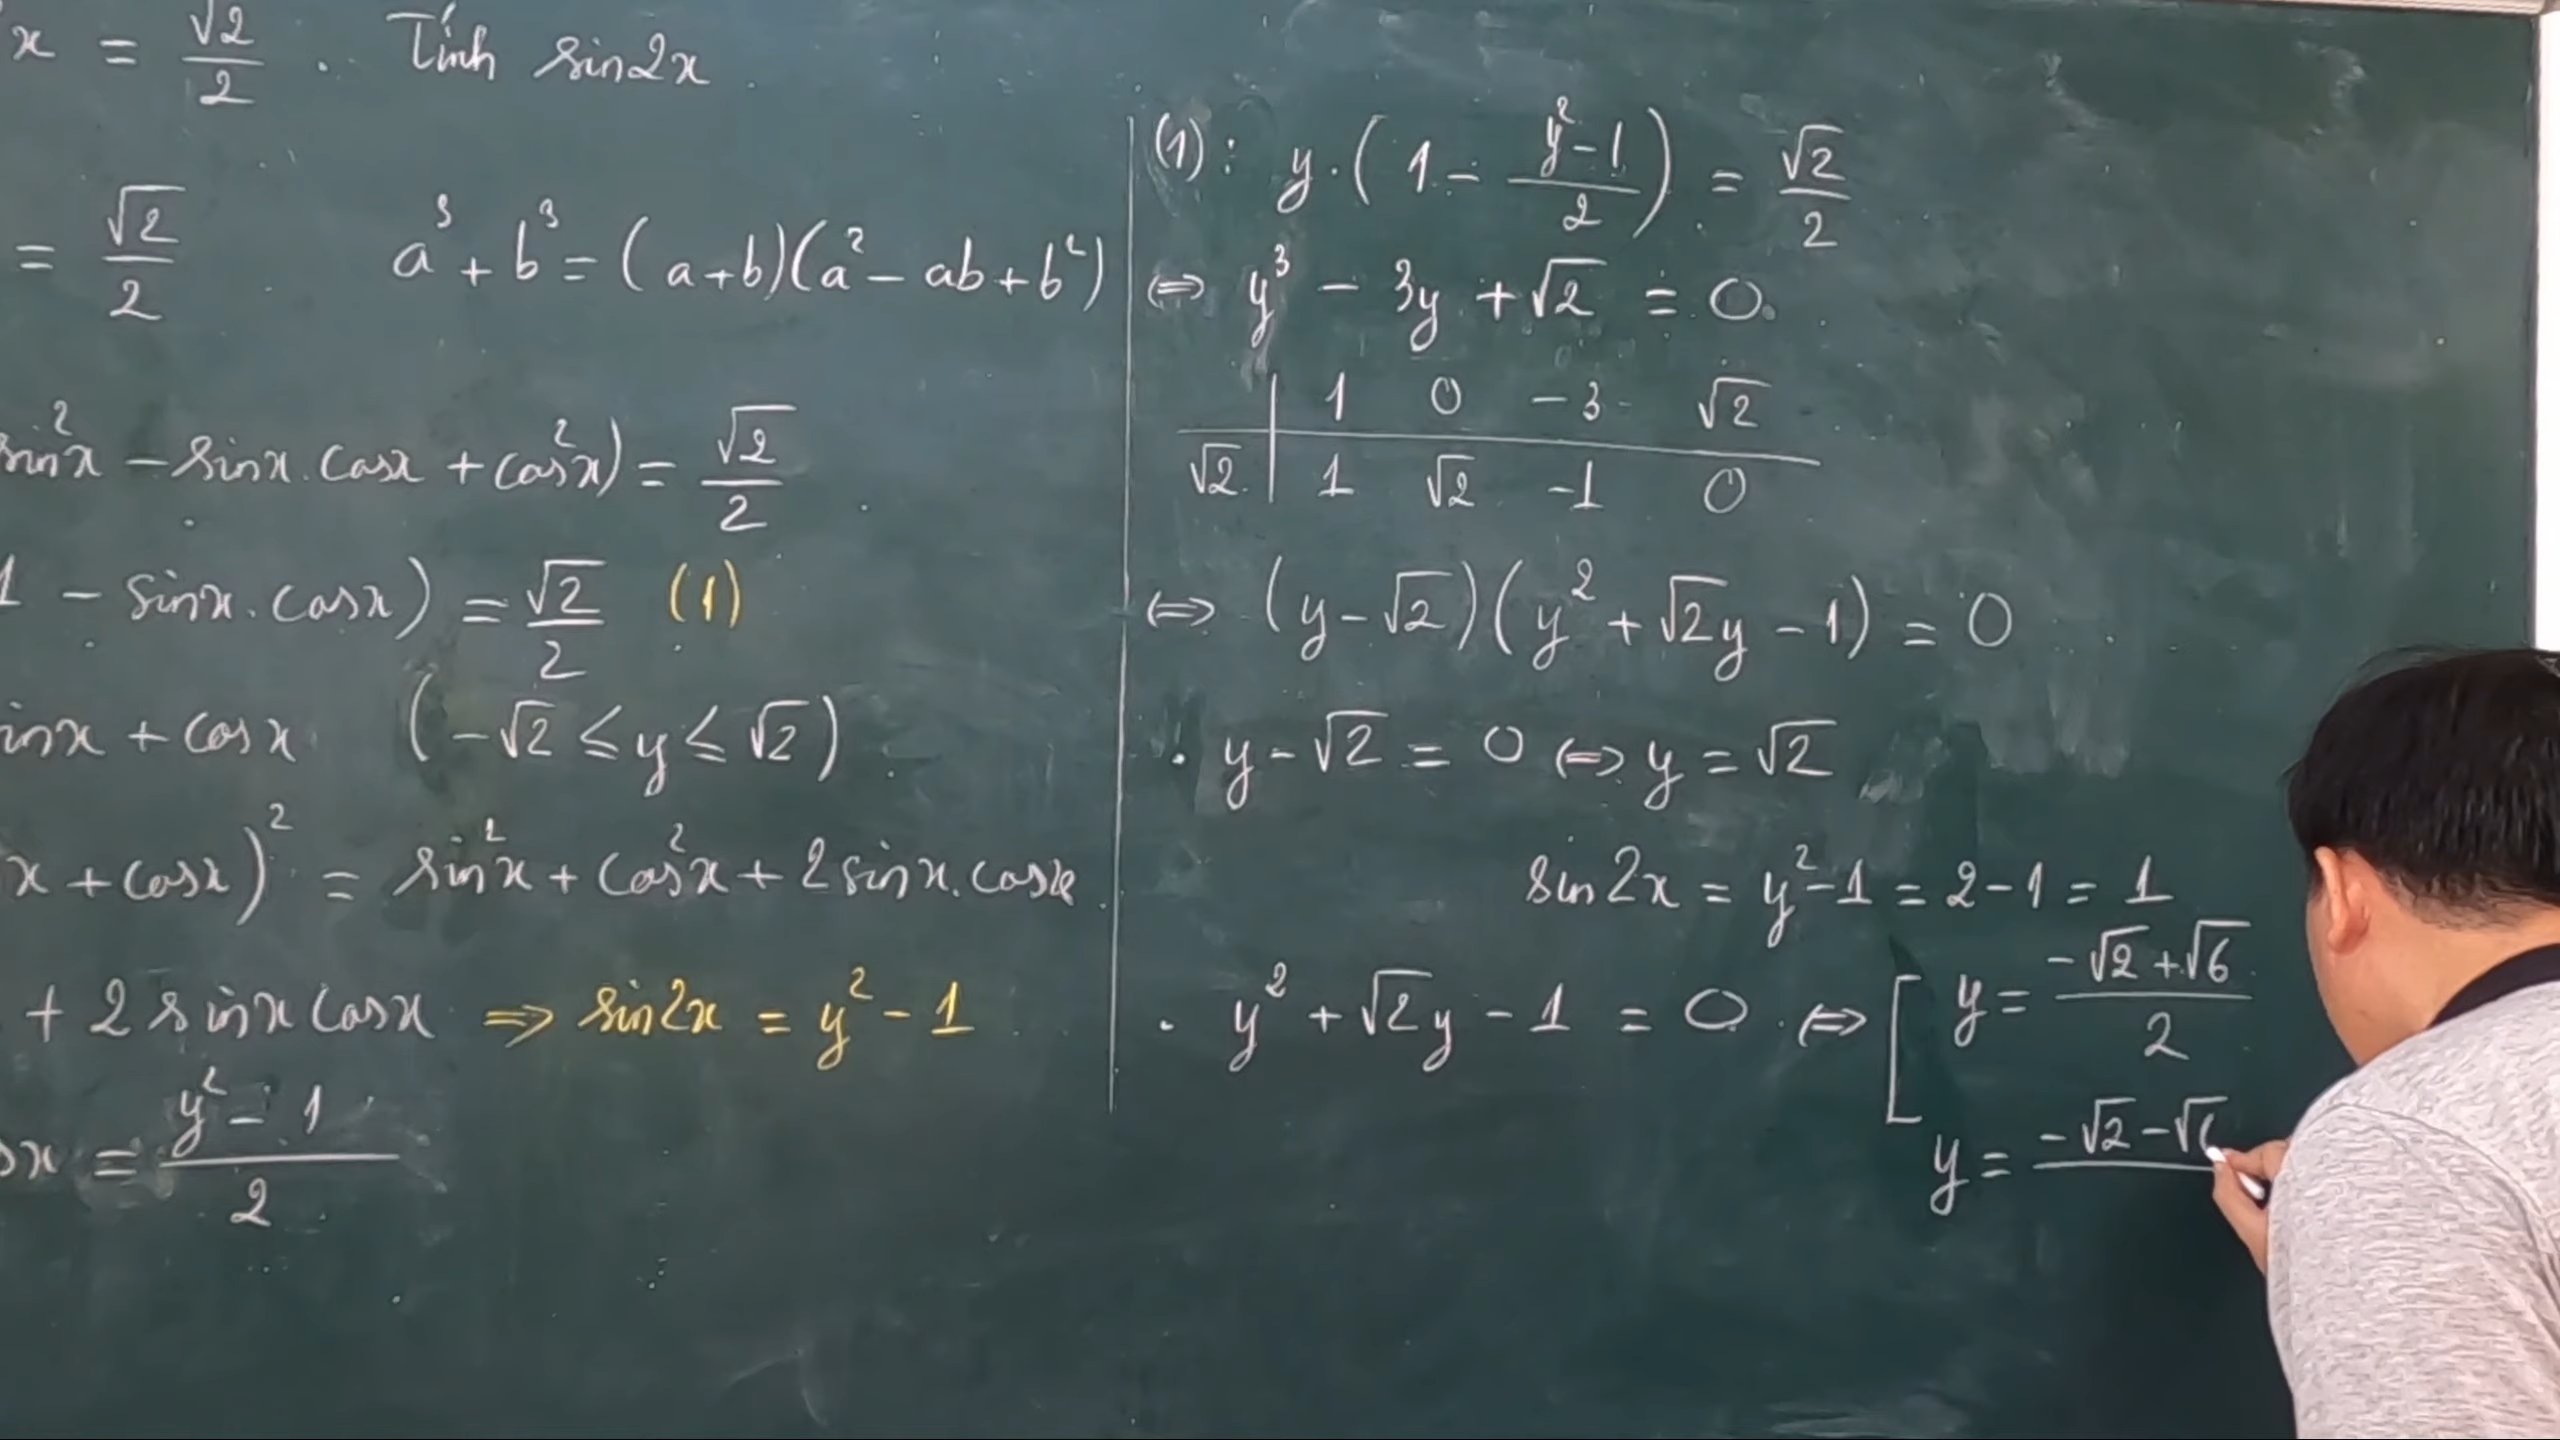 x = √2/2 . Tính sin2x
= √2/2 . a³ + b³ = (a+b)(a² - ab + b²)
sin²x - sinx.cosx + cos²x) = √2/2
1 - sinx.cosx) = √2/2 (1)
inx + cosx (-√2 ≤ y ≤ √2)
x + cosx)² = sin²x + cos²x + 2sinx.cosx
+ 2sinxcosx ⇒ sin2x = y² - 1
sx = (y² - 1)/2
(1): y.(1 - (y² - 1)/2) = √2/2
⇔ y³ - 3y + √2 = 0
1 0 -3 √2
√2 1 √2 -1 0
⇔ (y - √2)(y² + √2y - 1) = 0
. y - √2 = 0 ⇔ y = √2
sin2x = y² - 1 = 2 - 1 = 1
. y² + √2y - 1 = 0 ⇔ [ y = (-√2 + √6)/2
y = -√2 - √6